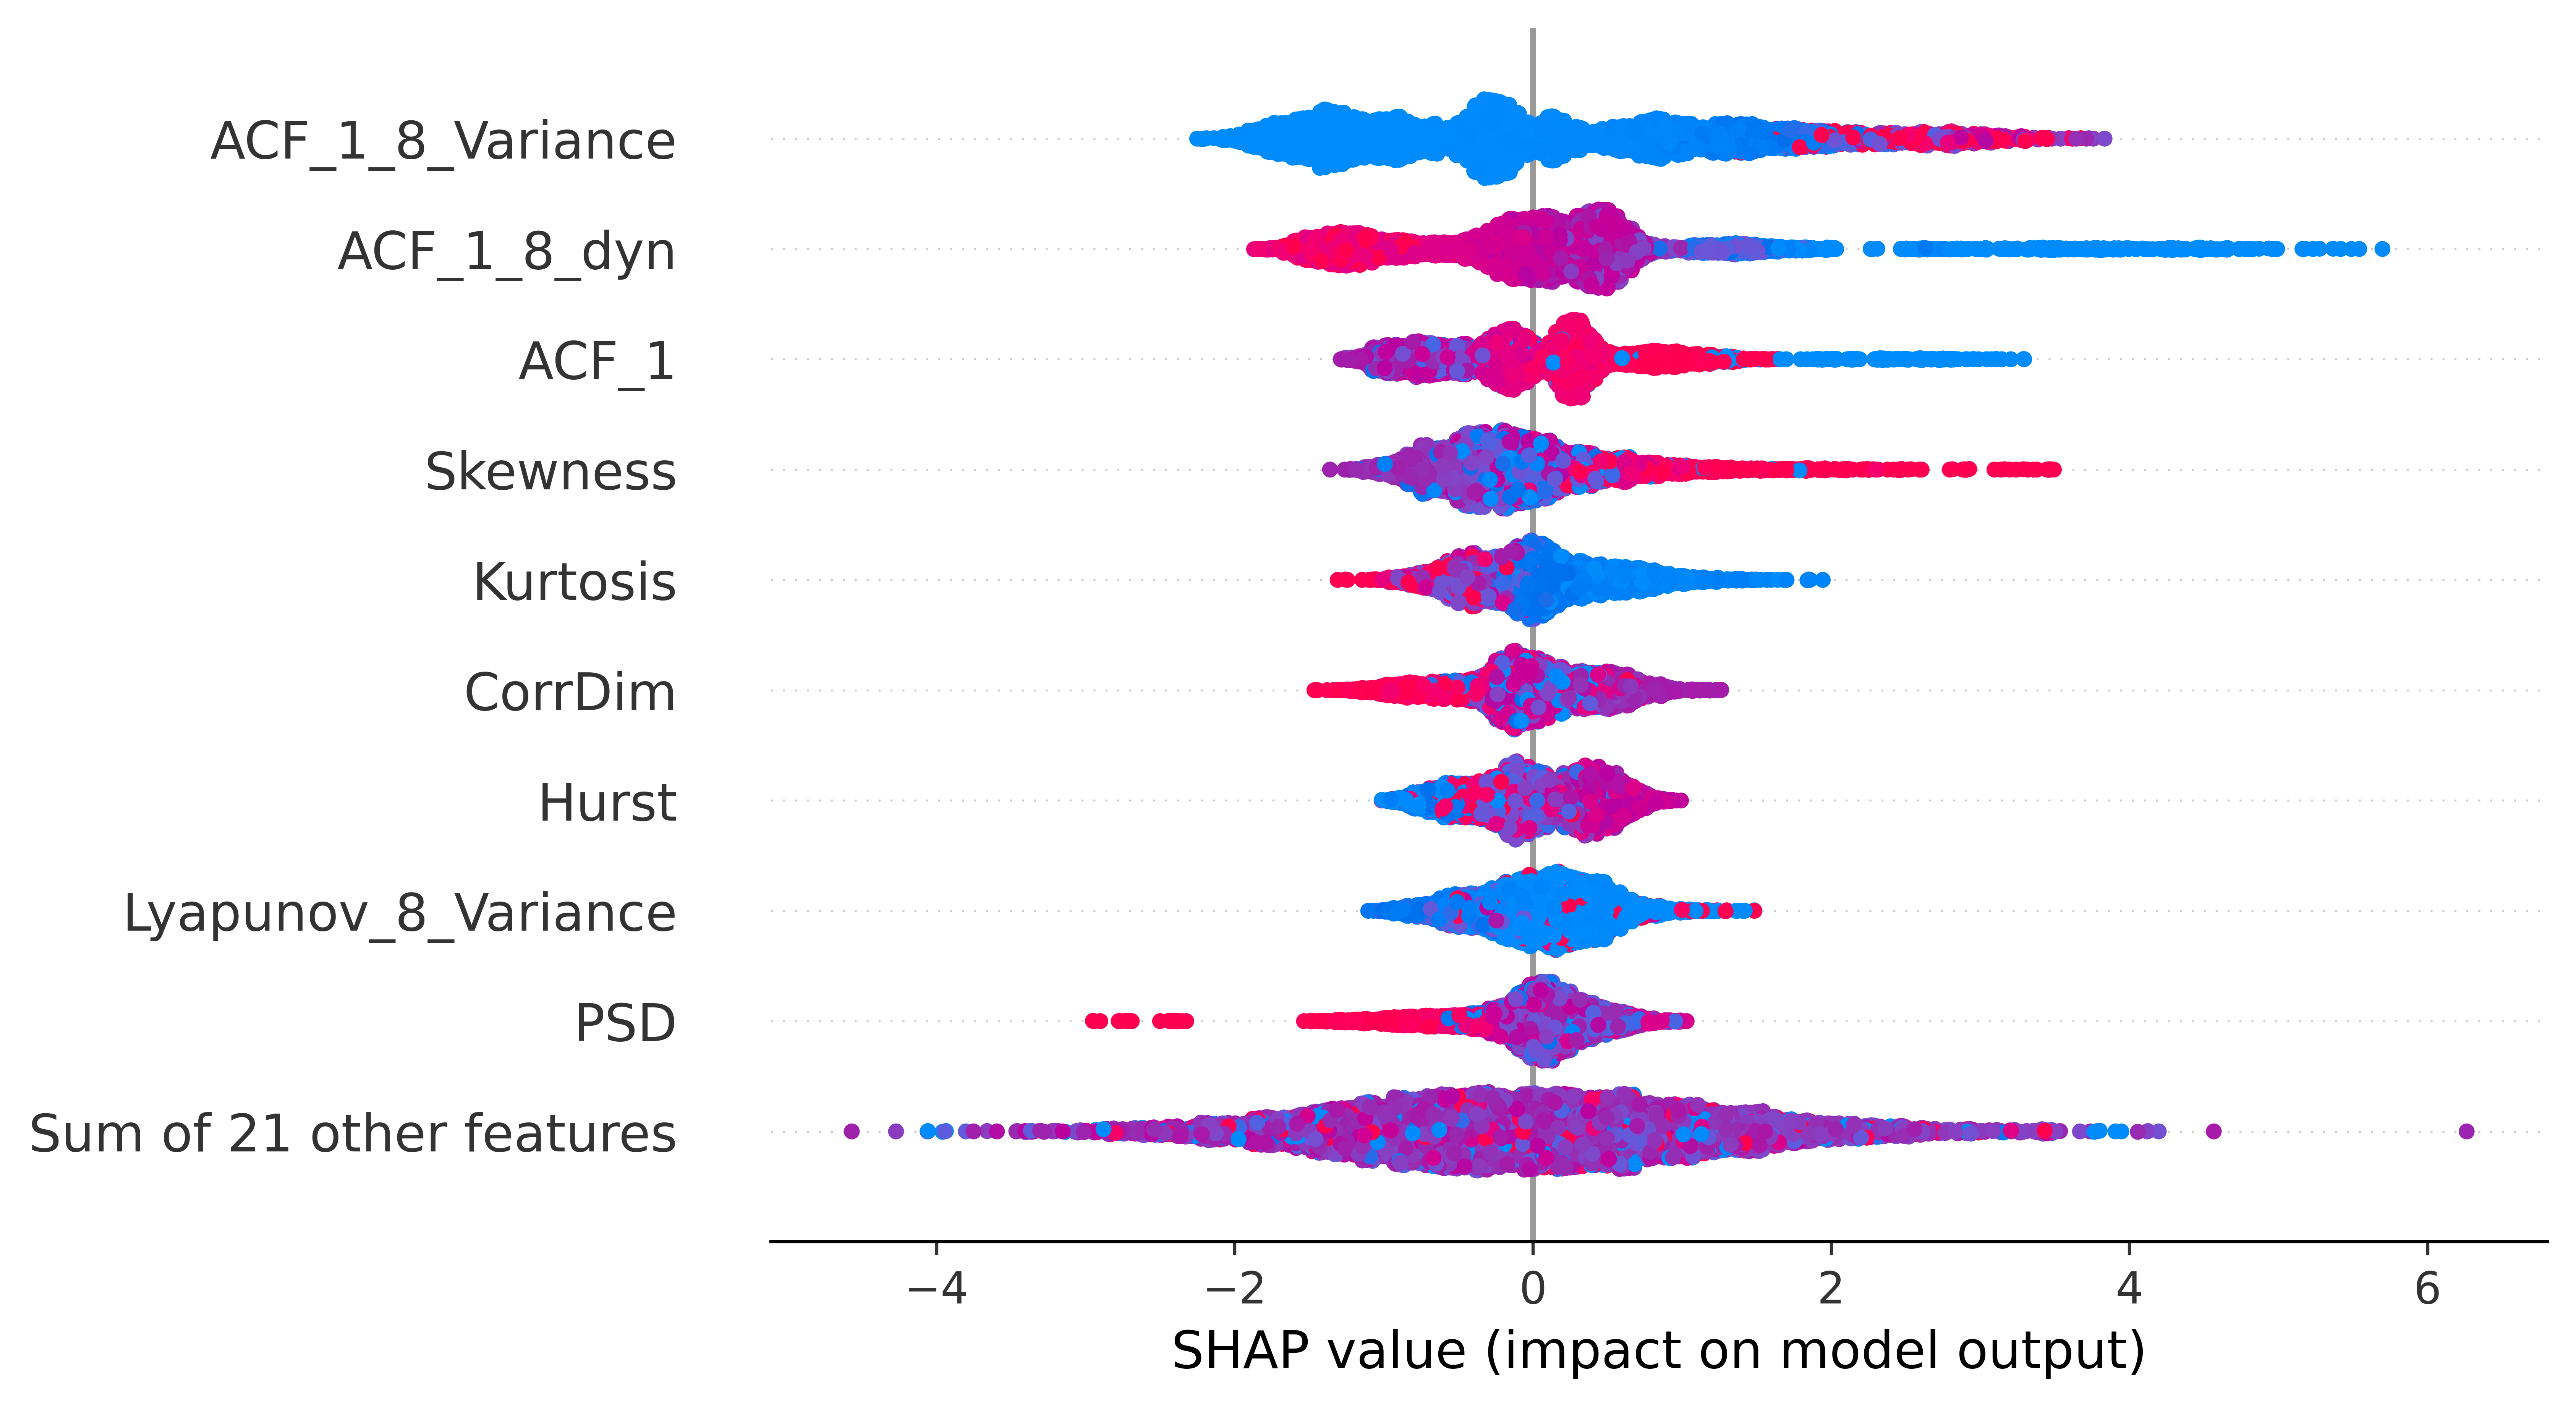 ACF_1_8_Variance
ACF_1_8_dyn
ACF_1
Skewness
Kurtosis
CorrDim
Hurst
Lyapunov_8_Variance
PSD
Sum of 21 other features
−4 −2 0 2 4 6
SHAP value (impact on model output)